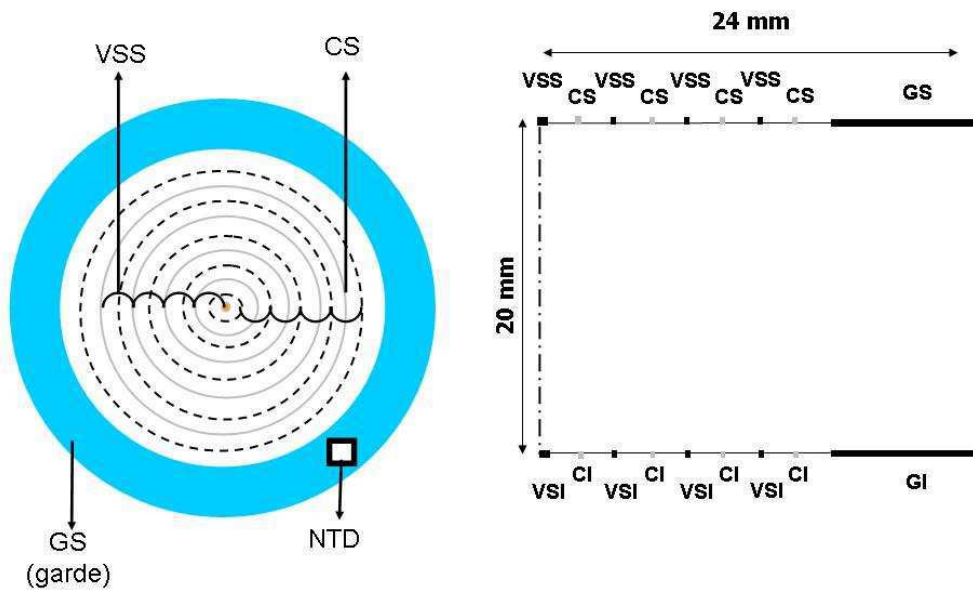 VSS
CS
GS
(garde)
NTD
24 mm
VSS VSS VSS VSS
CS CS CS CS
GS
20 mm
CI CI CI CI
VSI VSI VSI VSI
GI